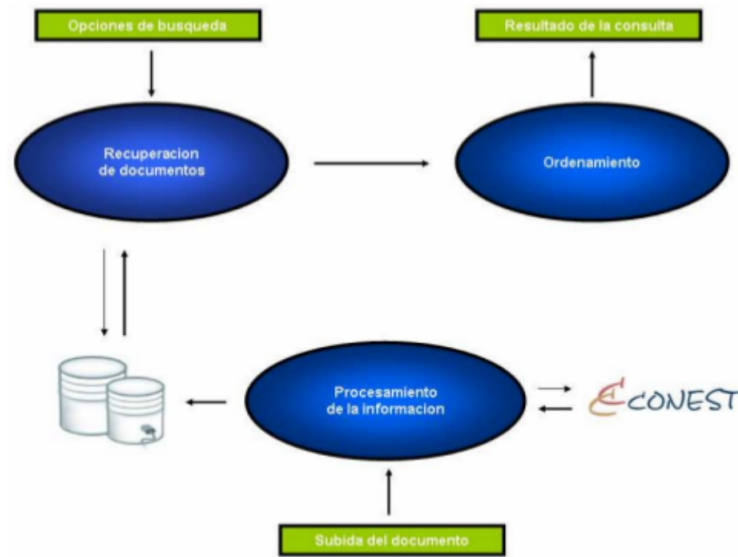 Opciones de busqueda
Resultado de la consulta
Recuperacion
de documentos
Ordenamiento
Procesamiento
de la informacion
CONEST
Subida del documento